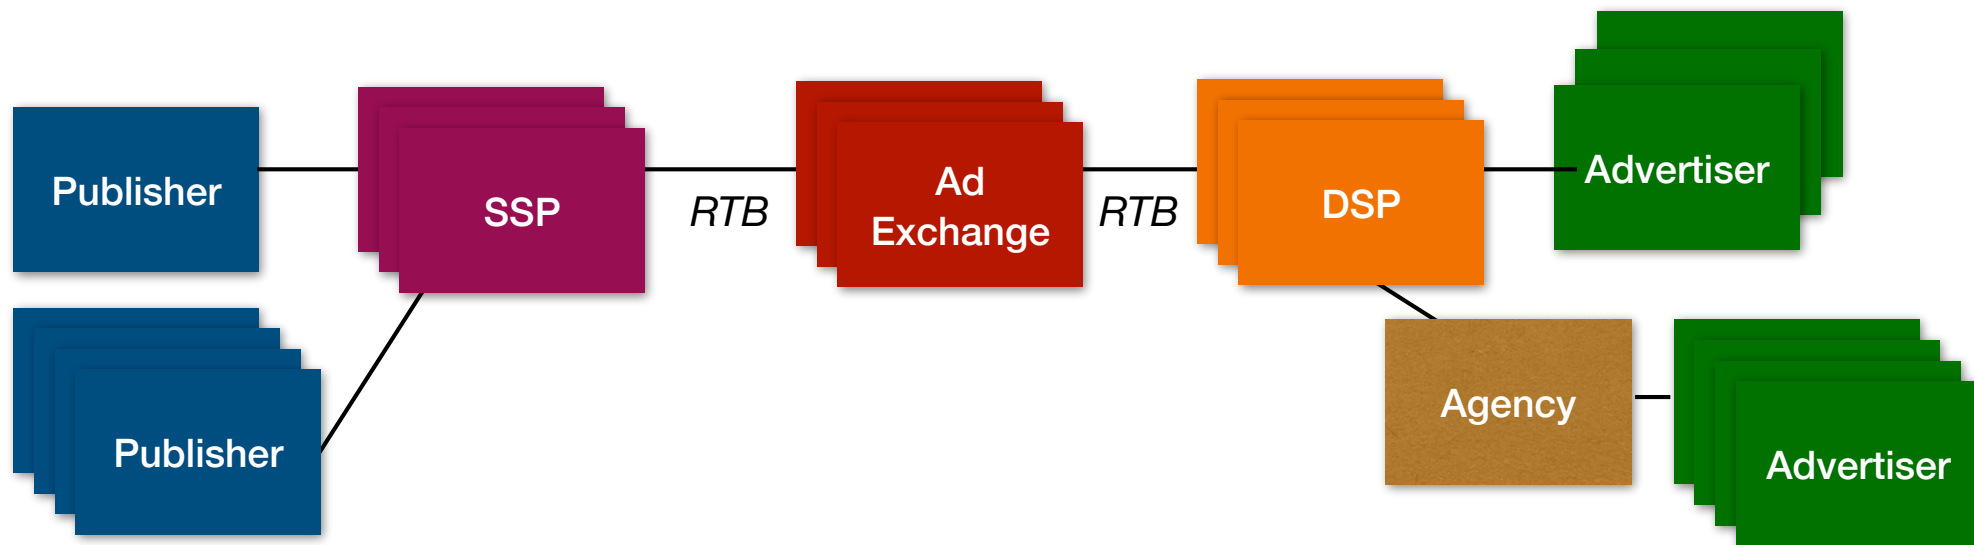 Publisher
SSP
RTB
Ad
Exchange
RTB
DSP
Advertiser
Publisher
Agency
Advertiser